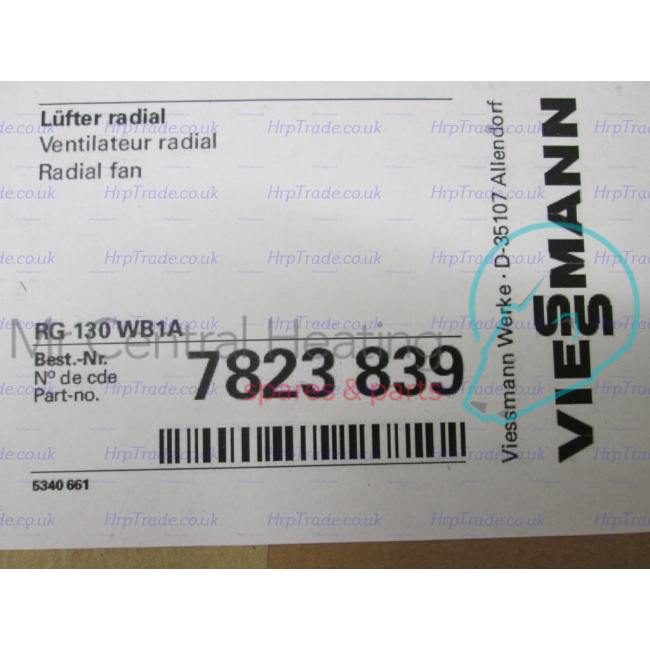 Lüfter radial
Ventilateur radial
Radial fan
RG-130 WB1A
Best.-Nr.
N° de cde
Part-no.
7823 839
5340 661
Viessmann Werke · D-35107 Allendorf
VIESSMANN
Mr Central Heating
spares & parts
HrpTrade.co.uk